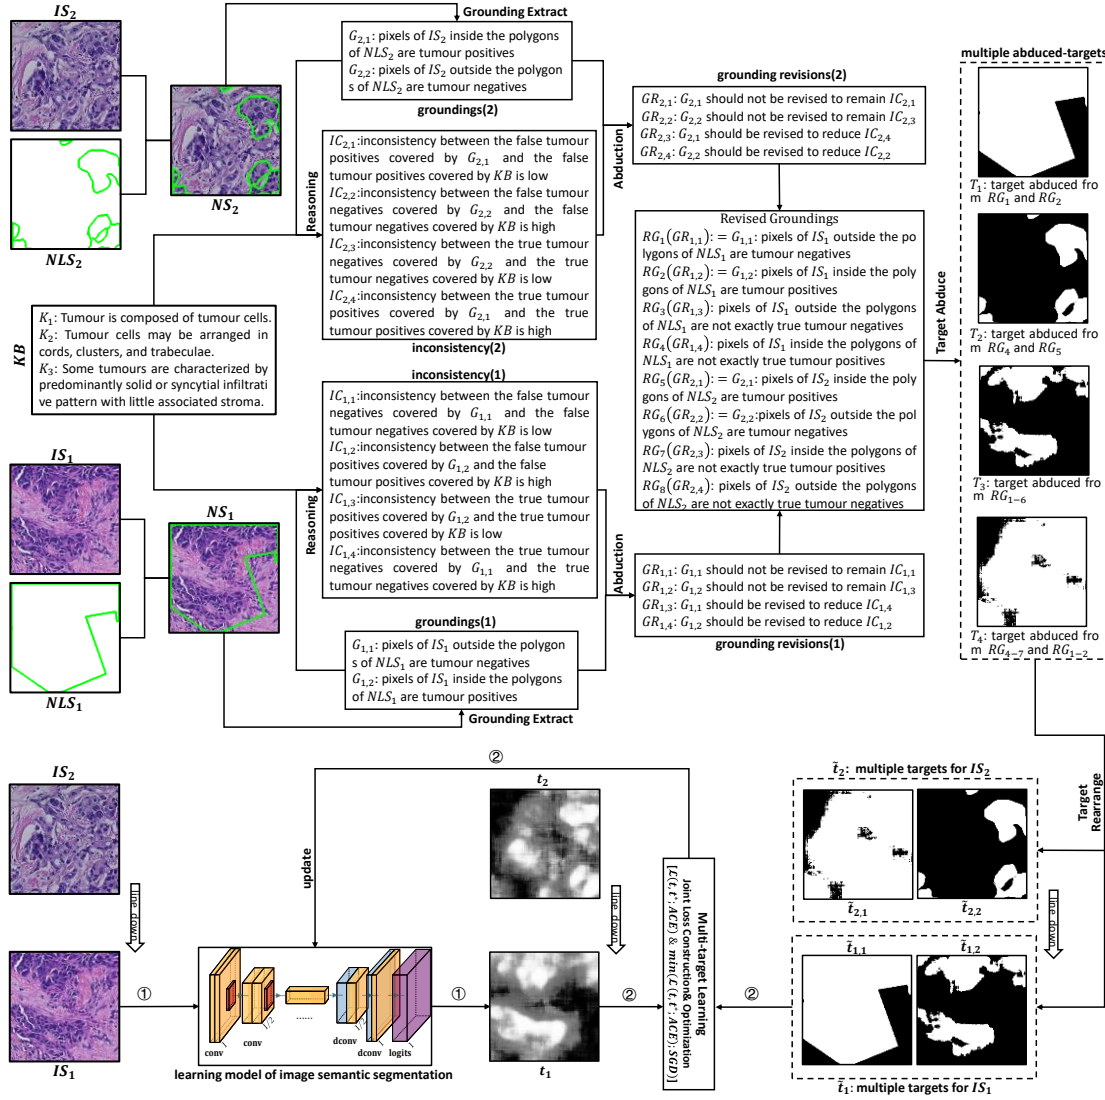 IS₂
Grounding Extract
G₂,₁: pixels of IS₂ inside the polygons
of NLS₂ are tumour positives
G₂,₂: pixels of IS₂ outside the polygon
s of NLS₂ are tumour negatives
groundings(2)
NS₂
NLS₂
Reasoning
IC₂,₁:inconsistency between the false tumour
positives covered by G₂,₁ and the false
tumour positives covered by KB is low
IC₂,₂:inconsistency between the false tumour
negatives covered by G₂,₂ and the false
tumour negatives covered by KB is high
IC₂,₃:inconsistency between the true tumour
negatives covered by G₂,₂ and the true
tumour negatives covered by KB is low
IC₂,₄:inconsistency between the true tumour
positives covered by G₂,₁ and the true
tumour positives covered by KB is high
inconsistency(2)
Abduction
grounding revisions(2)
GR₂,₁: G₂,₁ should not be revised to remain IC₂,₁
GR₂,₂: G₂,₂ should not be revised to remain IC₂,₃
GR₂,₃: G₂,₁ should be revised to reduce IC₂,₄
GR₂,₄: G₂,₂ should be revised to reduce IC₂,₂
KB
K₁: Tumour is composed of tumour cells.
K₂: Tumour cells may be arranged in
cords, clusters, and trabeculae.
K₃: Some tumours are characterized by
predominantly solid or syncytial infiltrat
ive pattern with little associated stroma.
Revised Groundings
RG₁(GR₁,₁): = G₁,₁: pixels of IS₁ outside the po
lygons of NLS₁ are tumour negatives
RG₂(GR₁,₂): = G₁,₂: pixels of IS₁ inside the poly
gons of NLS₁ are tumour positives
RG₃(GR₁,₃): pixels of IS₁ outside the polygons
of NLS₁ are not exactly true tumour negatives
RG₄(GR₁,₄): pixels of IS₁ inside the polygons of
NLS₁ are not exactly true tumour positives
RG₅(GR₂,₁): = G₂,₁: pixels of IS₂ inside the poly
gons of NLS₂ are tumour positives
RG₆(GR₂,₂): = G₂,₂:pixels of IS₂ outside the pol
ygons of NLS₂ are tumour negatives
RG₇(GR₂,₃): pixels of IS₂ inside the polygons of
NLS₂ are not exactly true tumour positives
RG₈(GR₂,₄): pixels of IS₂ outside the polygons
of NLS₂ are not exactly true tumour negatives
Target Abduce
multiple abduced-targets
T₁: target abduced fro
m RG₁ and RG₂
T₂: target abduced fro
m RG₄ and RG₅
T₃: target abduced fro
m RG₁₋₆
T₄: target abduced fro
m RG₄₋₇ and RG₁₋₂
IS₁
NS₁
NLS₁
Reasoning
inconsistency(1)
IC₁,₁:inconsistency between the false tumour
negatives covered by G₁,₁ and the false tumour
negatives covered by KB is low
IC₁,₂:inconsistency between the false tumour
positives covered by G₁,₂ and the false
tumour positives covered by KB is high
IC₁,₃:inconsistency between the true tumour
positives covered by G₁,₂ and the true tumour
positives covered by KB is low
IC₁,₄:inconsistency between the true tumour
negatives covered by G₁,₁ and the true
tumour negatives covered by KB is high
Abduction
GR₁,₁: G₁,₁ should not be revised to remain IC₁,₁
GR₁,₂: G₁,₂ should not be revised to remain IC₁,₃
GR₁,₃: G₁,₁ should be revised to reduce IC₁,₄
GR₁,₄: G₁,₂ should be revised to reduce IC₁,₂
grounding revisions(1)
groundings(1)
G₁,₁: pixels of IS₁ outside the polygon
s of NLS₁ are tumour negatives
G₁,₂: pixels of IS₁ inside the polygons
of NLS₁ are tumour positives
Grounding Extract
Target
Rearrange
IS₂
line down
IS₁
①
update
②
conv
conv
1/2
......
dconv
1/2
dconv
logits
learning model of image semantic segmentation
①
t₂
line down
t₁
②
Multi-target Learning
Joint Loss Construction& Optimization
[ℒ(t, t̃; ACE) & min(ℒ(t, t̃; ACE); SGD)]
②
t̃₂: multiple targets for IS₂
t̃₂,₁
t̃₂,₂
line down
t̃₁,₁
t̃₁,₂
t̃₁: multiple targets for IS₁